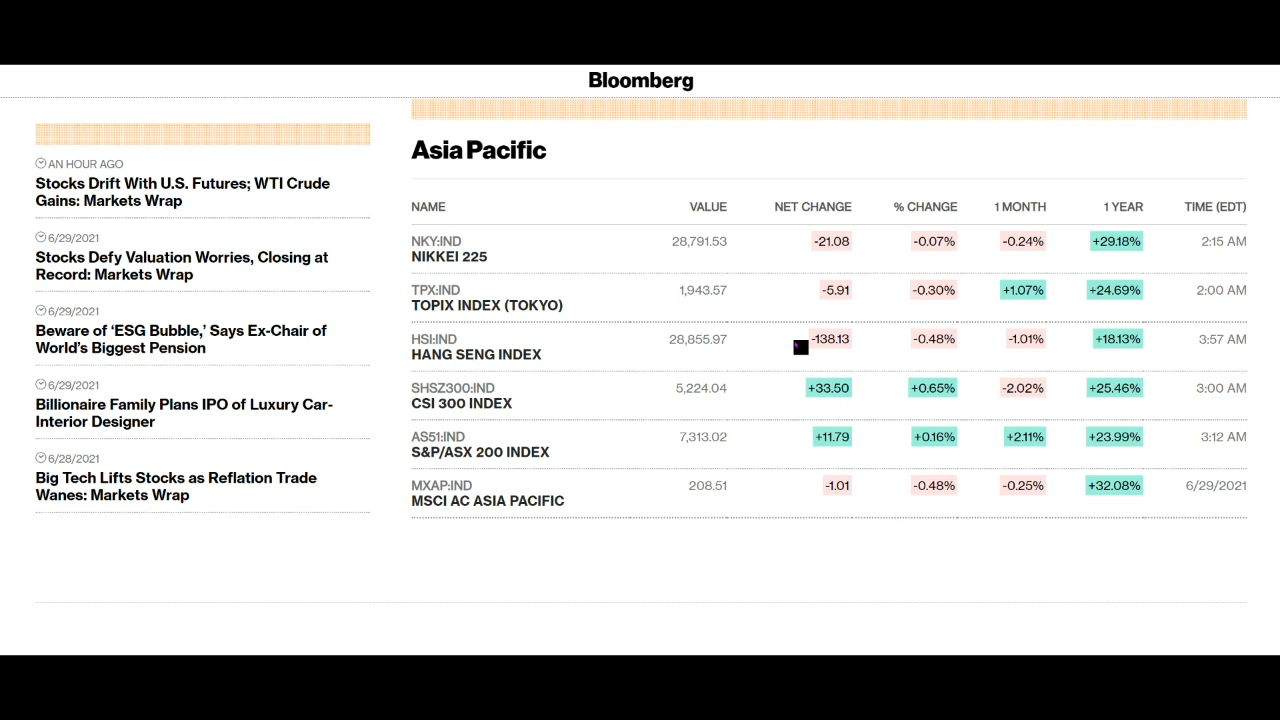 Bloomberg
AN HOUR AGO
Stocks Drift With U.S. Futures; WTI Crude
Gains: Markets Wrap
6/29/2021
Stocks Defy Valuation Worries, Closing at
Record: Markets Wrap
6/29/2021
Beware of ‘ESG Bubble,’ Says Ex-Chair of
World’s Biggest Pension
6/29/2021
Billionaire Family Plans IPO of Luxury Car-
Interior Designer
6/28/2021
Big Tech Lifts Stocks as Reflation Trade
Wanes: Markets Wrap
Asia Pacific
NAME VALUE NET CHANGE % CHANGE 1 MONTH 1 YEAR TIME (EDT)
NKY:IND 28,791.53 -21.08 -0.07% -0.24% +29.18% 2:15 AM
NIKKEI 225
TPX:IND 1,943.57 -5.91 -0.30% +1.07% +24.69% 2:00 AM
TOPIX INDEX (TOKYO)
HSI:IND 28,855.97 -138.13 -0.48% -1.01% +18.13% 3:57 AM
HANG SENG INDEX
SHSZ300:IND 5,224.04 +33.50 +0.65% -2.02% +25.46% 3:00 AM
CSI 300 INDEX
AS51:IND 7,313.02 +11.79 +0.16% +2.11% +23.99% 3:12 AM
S&P/ASX 200 INDEX
MXAP:IND 208.51 -1.01 -0.48% -0.25% +32.08% 6/29/2021
MSCI AC ASIA PACIFIC